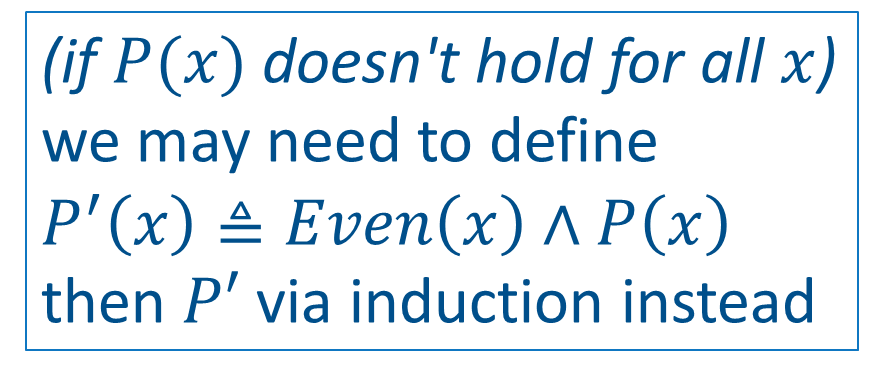 (if P(x) doesn't hold for all x)
we may need to define
P′(x) ≜ Even(x) ∧ P(x)
then P′ via induction instead